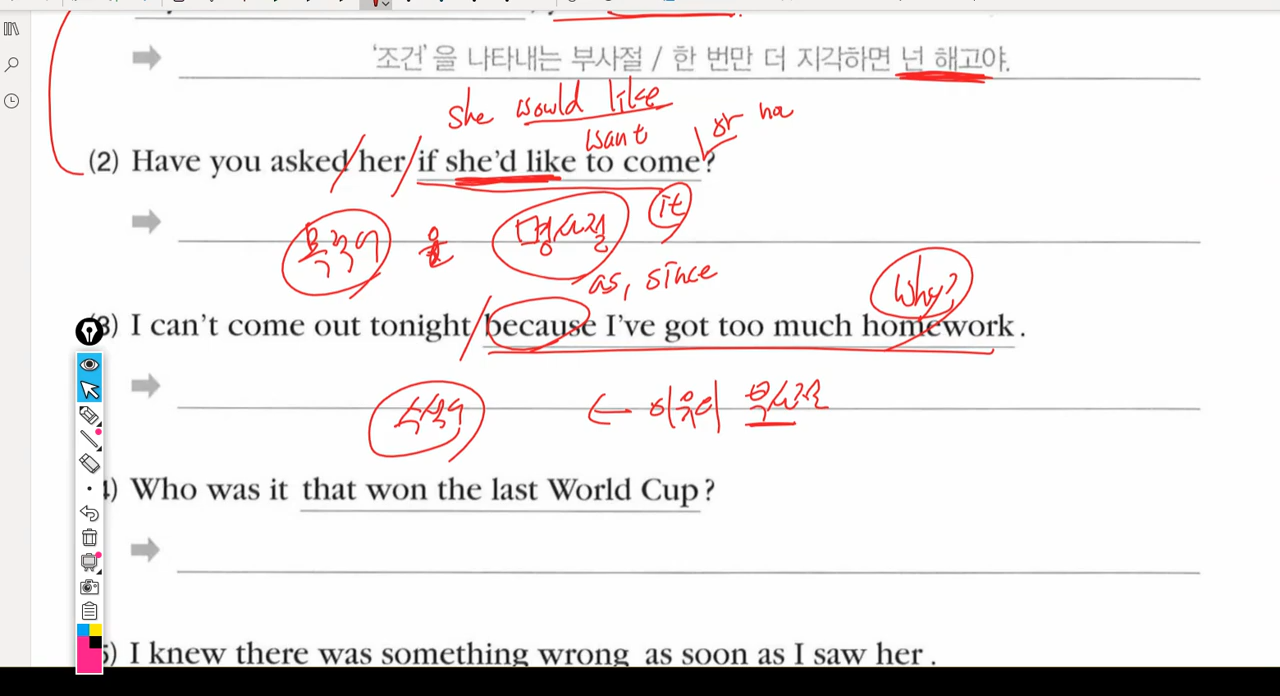 '조건'을 나타내는 부사절 / 한 번만 더 지각하면 넌 해고야.
She would like
want
or no
(2) Have you asked her if she'd like to come?
it
목적어 을 명사절
as, since
Why?
(3) I can't come out tonight because I've got too much homework.
수식어 ← 이유의 부사절
4) Who was it that won the last World Cup?
5) I knew there was something wrong as soon as I saw her.